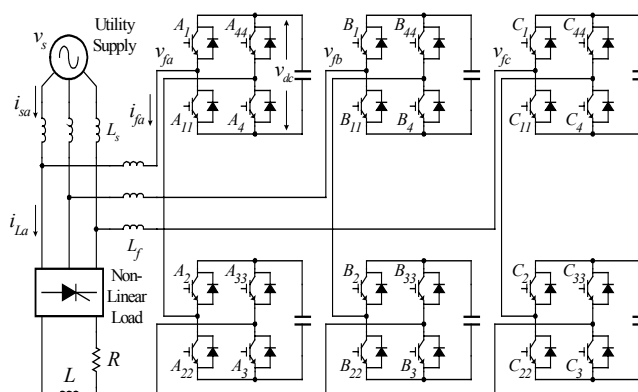 Utility
Supply
v_s
i_sa
L_s
i_La
i_fa
L_f
Non-
Linear
Load
R
L
v_fa
A_1
A_44
v_dc
A_11
A_4
v_fb
B_1
B_44
B_11
B_4
v_fc
C_1
C_44
C_11
C_4
A_2
A_33
A_22
A_3
B_2
B_33
B_22
B_3
C_2
C_33
C_22
C_3